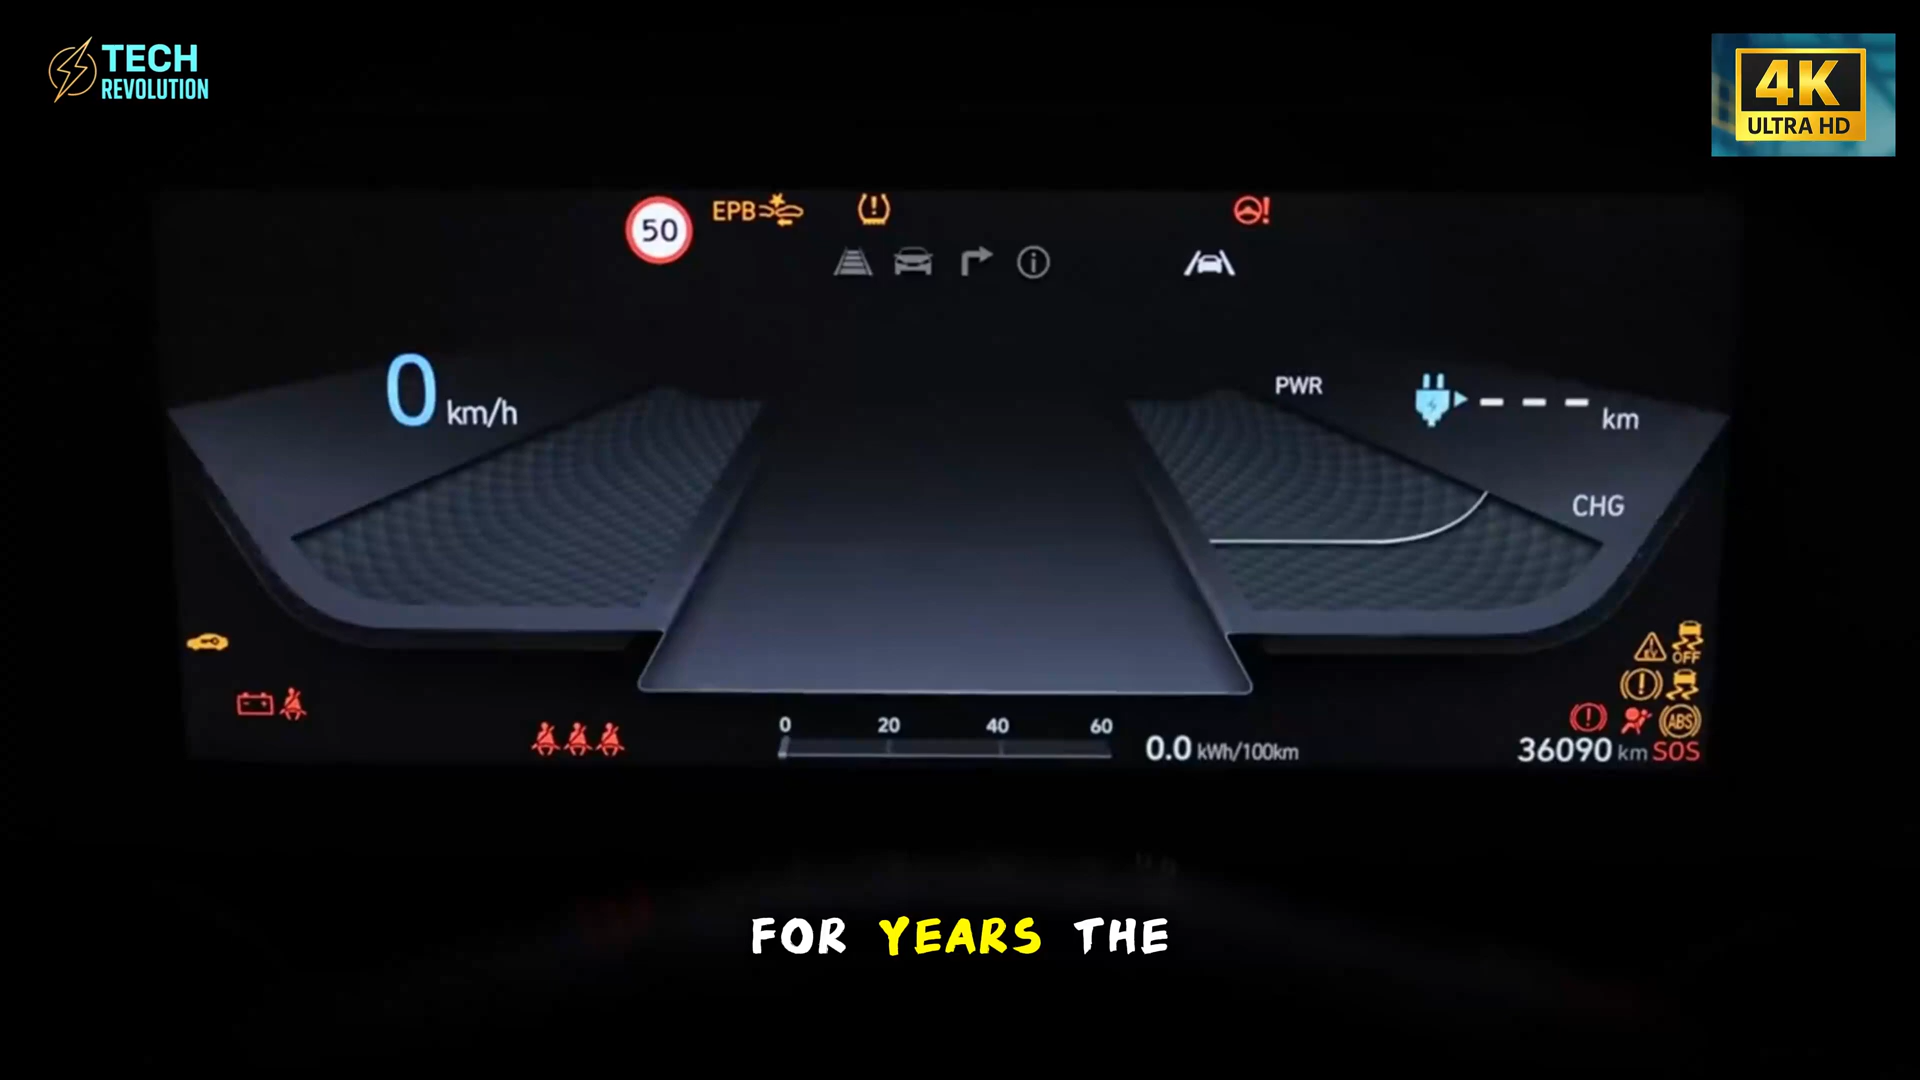 TECH
REVOLUTION
4K
ULTRA HD
50
EPB
0 km/h
PWR
--- km
CHG
EV
OFF
ABS
0 20 40 60
0.0 kWh/100km
36090 km SOS
FOR YEARS THE